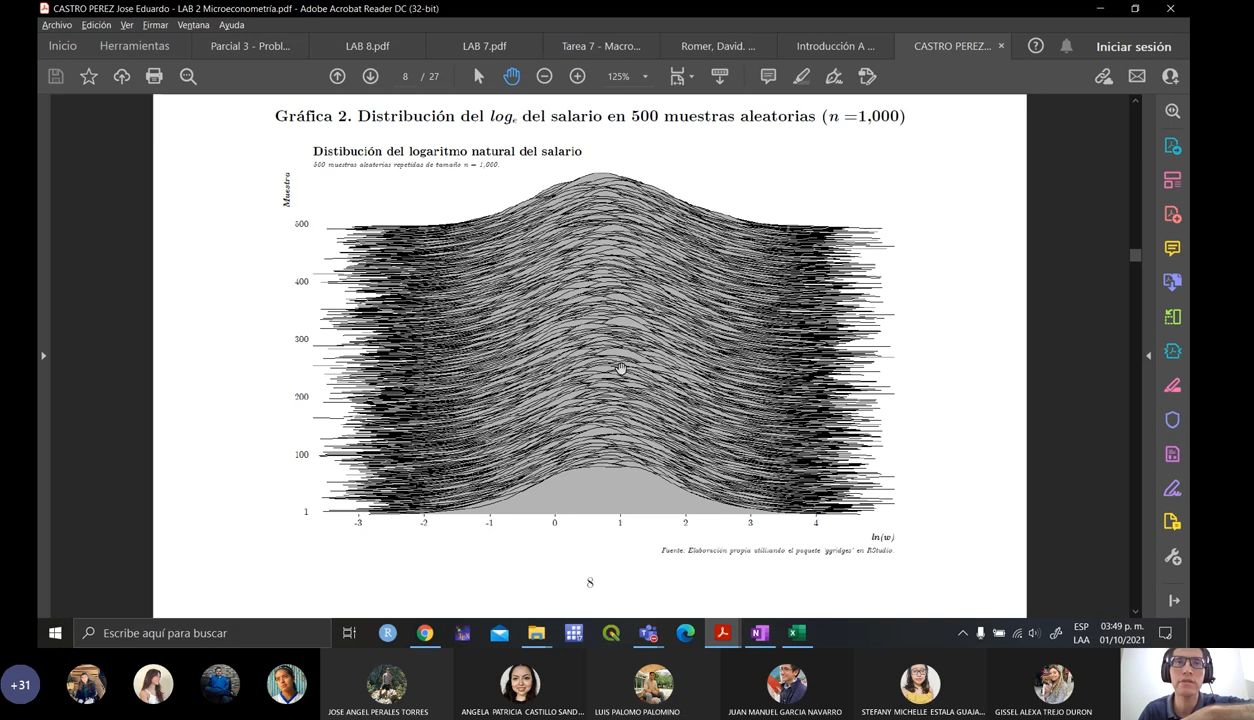 CASTRO PEREZ Jose Eduardo - LAB 2 Microeconometría.pdf - Adobe Acrobat Reader DC (32-bit)
Archivo Edición Ver Firmar Ventana Ayuda
Inicio Herramientas Parcial 3 - Probl... LAB 8.pdf LAB 7.pdf Tarea 7 - Macro... Romer, David. ... Introducción A ... CASTRO PEREZ... × Iniciar sesión
8 / 27 125%
Gráfica 2. Distribución del logₑ del salario en 500 muestras aleatorias (n =1,000)
Distibución del logaritmo natural del salario
500 muestras aleatorias repetidas de tamaño n = 1,000.
Muestra
500
400
300
200
100
1
-3 -2 -1 0 1 2 3 4
ln(w)
Fuente: Elaboración propia utilizando el paquete 'ggridges' en RStudio.
8
Escribe aquí para buscar
ESP 03:49 p. m.
LAA 01/10/2021
+31
JOSE ANGEL PERALES TORRES ANGELA PATRICIA CASTILLO SAND... LUIS PALOMO PALOMINO JUAN MANUEL GARCIA NAVARRO STEFANY MICHELLE ESTALA GUAJA... GISSEL ALEXA TREJO DURON